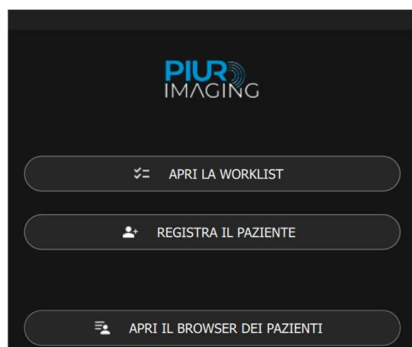 PIUR
IMAGING
APRI LA WORKLIST
REGISTRA IL PAZIENTE
APRI IL BROWSER DEI PAZIENTI